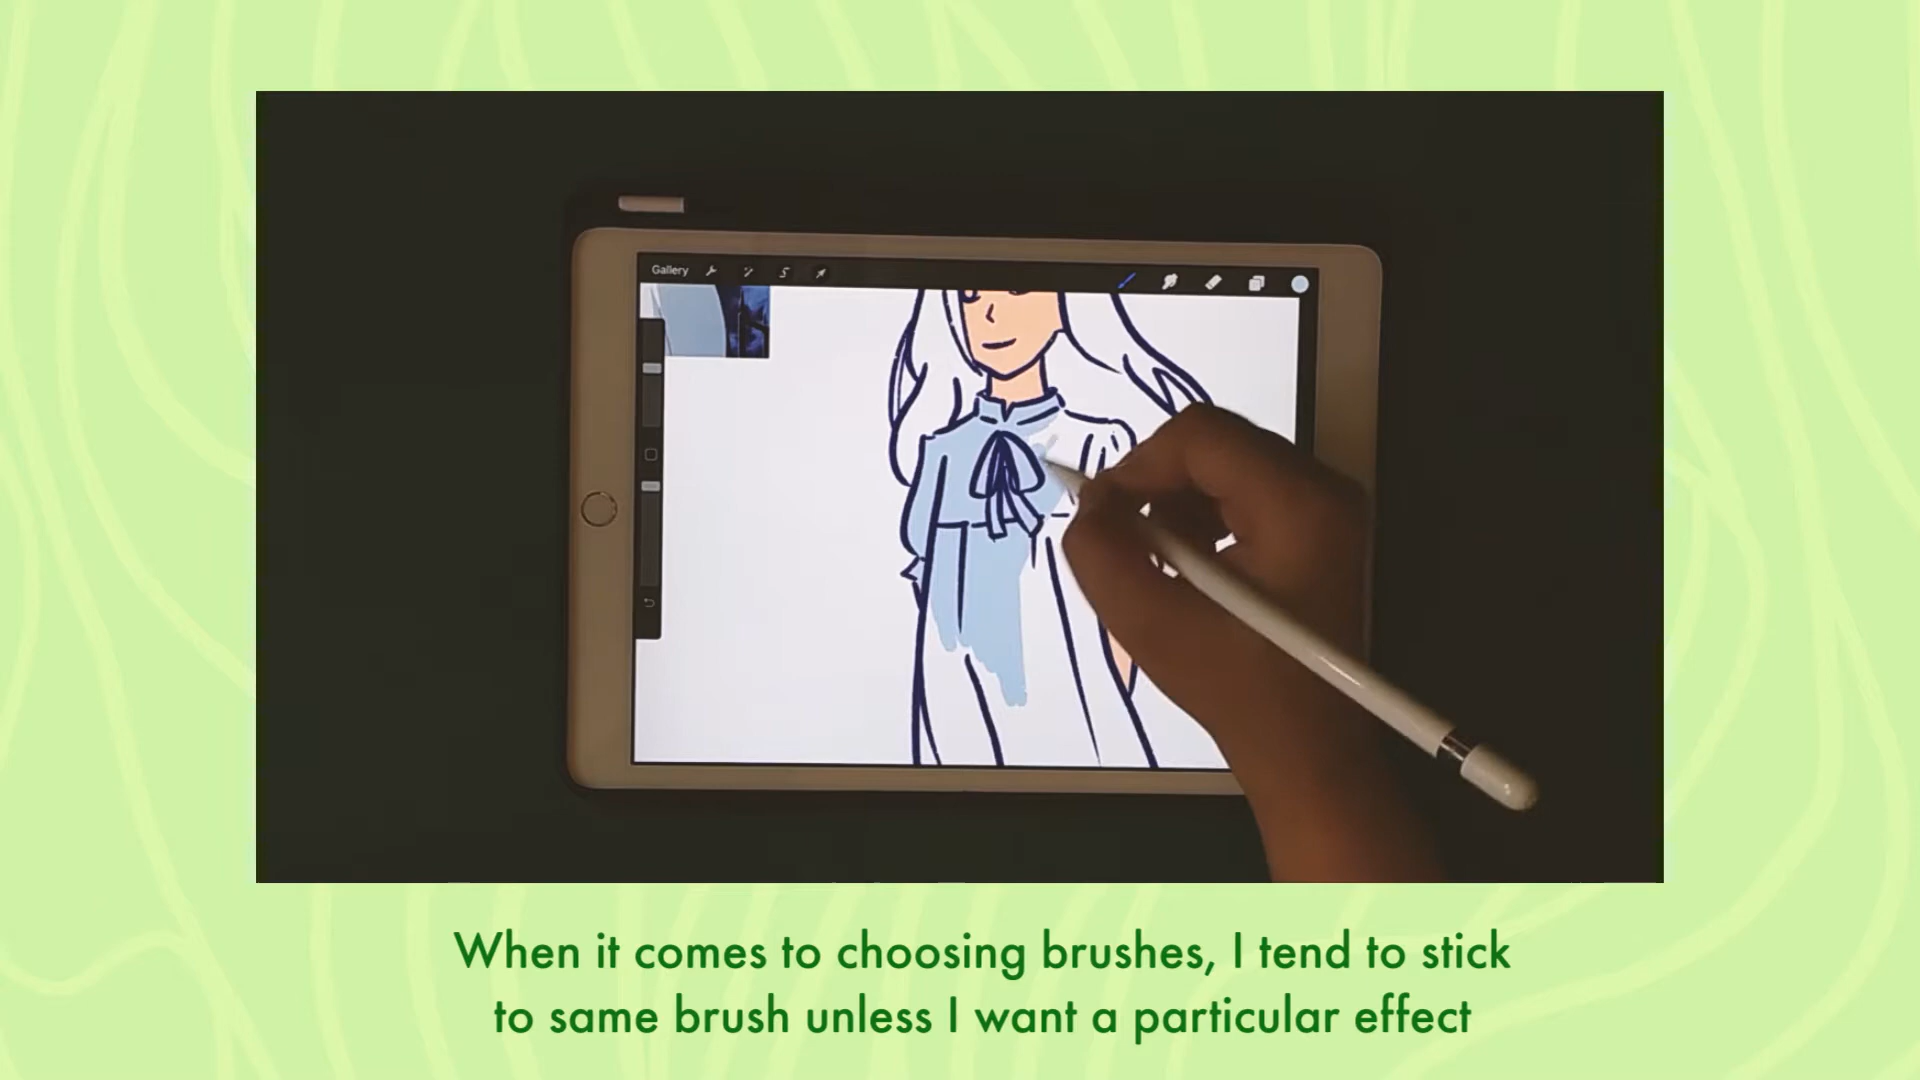 Gallery
When it comes to choosing brushes, I tend to stick
to same brush unless I want a particular effect